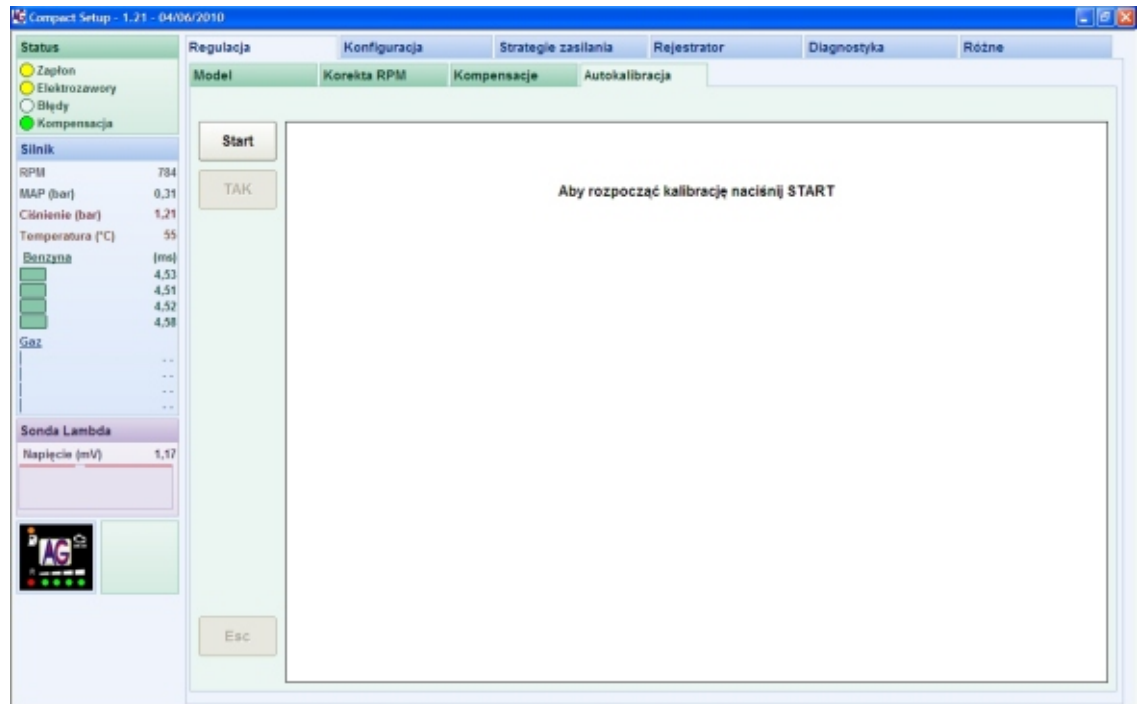 Compact Setup - 1.21 - 04/06/2010
Status
Zapłon
Elektrozawory
Błędy
Kompensacja
Silnik
RPM 784
MAP (bar) 0,31
Ciśnienie (bar) 1,21
Temperatura (°C) 55
Benzyna (ms)
4,53
4,51
4,52
4,58
Gaz
- -
- -
- -
- -
Sonda Lambda
Napięcie (mV) 1,17
AG
Regulacja Konfiguracja Strategie zasilania Rejestrator Diagnostyka Różne
Model Korekta RPM Kompensacje Autokalibracja
Start
TAK
Esc
Aby rozpocząć kalibrację naciśnij START